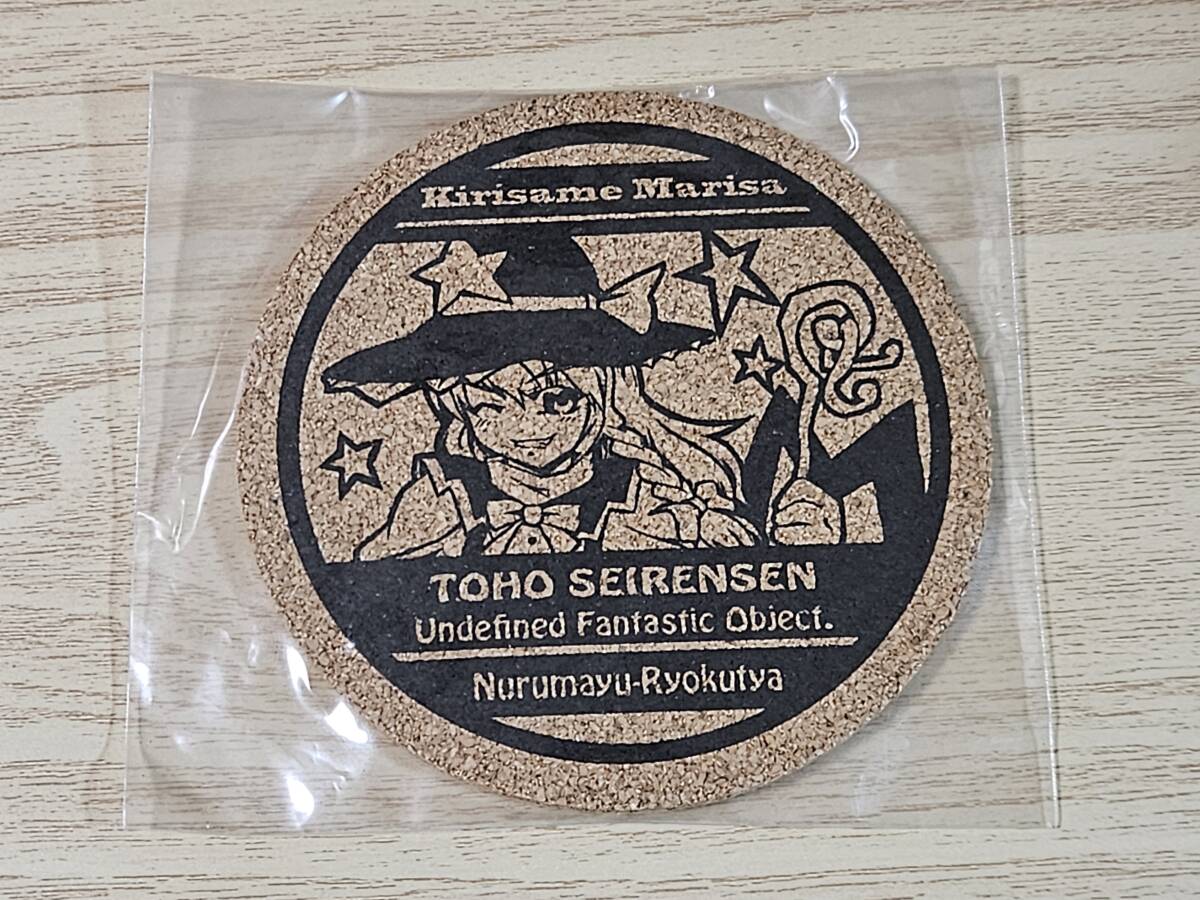 Kirisame Marisa
TOHO SEIRENSEN
Undefined Fantastic Object.
Nurumayu-Ryokutya